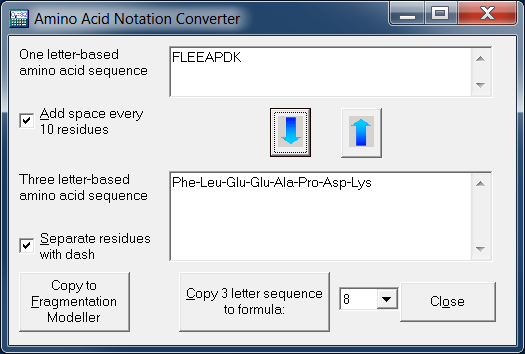 Amino Acid Notation Converter
One letter-based
amino acid sequence
FLEEAPDK
Add space every
10 residues
Three letter-based
amino acid sequence
Phe-Leu-Glu-Glu-Ala-Pro-Asp-Lys
Separate residues
with dash
Copy to
Fragmentation
Modeller
Copy 3 letter sequence
to formula:
8
Close